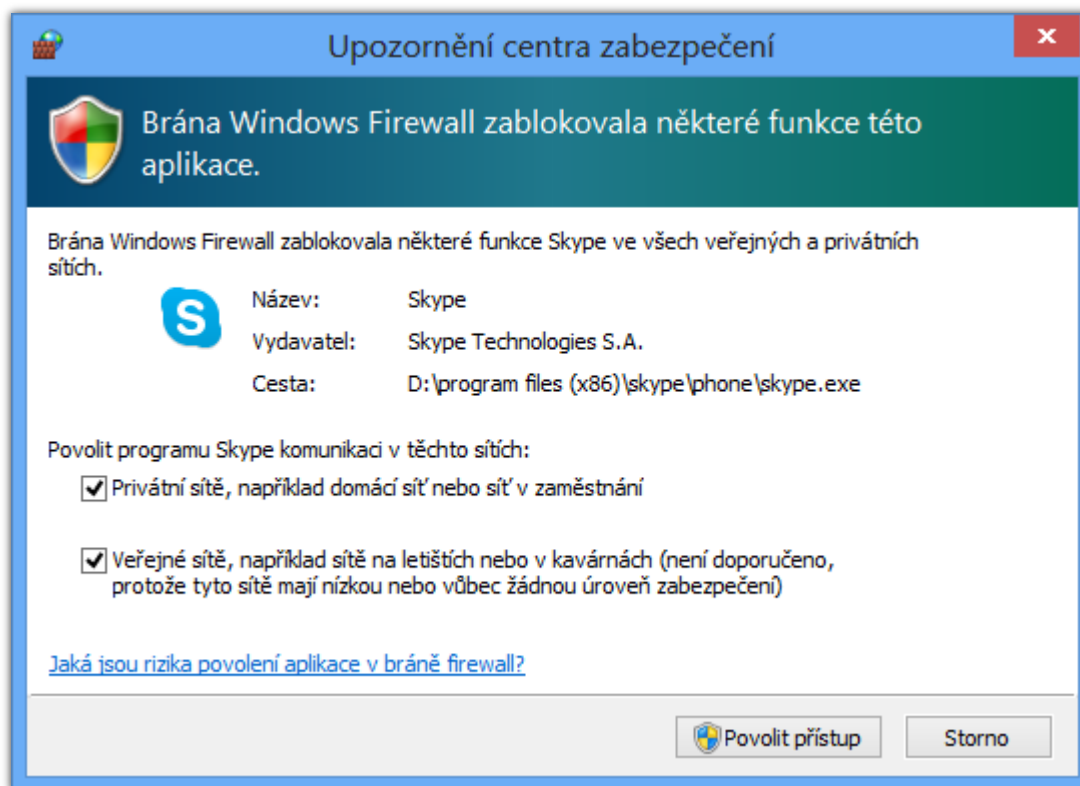 Upozornění centra zabezpečení
Brána Windows Firewall zablokovala některé funkce této
aplikace.
Brána Windows Firewall zablokovala některé funkce Skype ve všech veřejných a privátních
sítích.
Název: Skype
Vydavatel: Skype Technologies S.A.
Cesta: D:\program files (x86)\skype\phone\skype.exe
Povolit programu Skype komunikaci v těchto sítích:
Privátní sítě, například domácí síť nebo síť v zaměstnání
Veřejné sítě, například sítě na letištích nebo v kavárnách (není doporučeno,
protože tyto sítě mají nízkou nebo vůbec žádnou úroveň zabezpečení)
Jaká jsou rizika povolení aplikace v bráně firewall?
Povolit přístup Storno